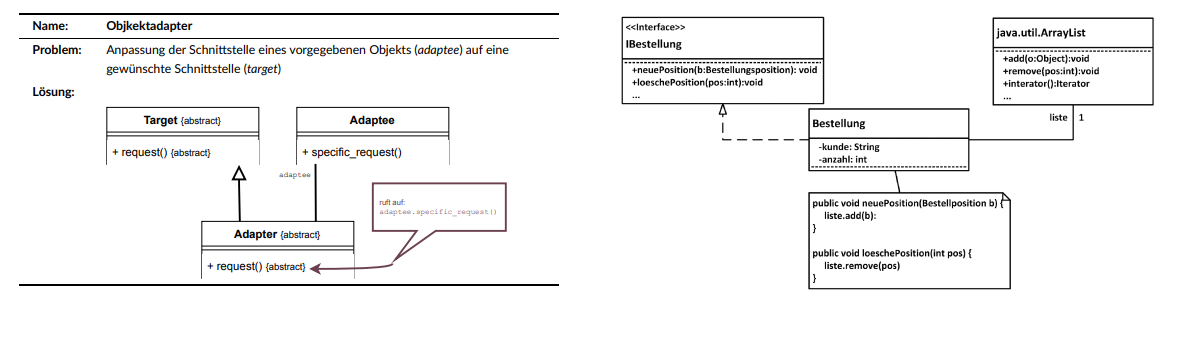 Name: Objkektadapter
Problem: Anpassung der Schnittstelle eines vorgegebenen Objekts (adaptee) auf eine
gewünschte Schnittstelle (target)
Lösung:
Target {abstract}
+ request() {abstract}
Adaptee
+ specific_request()
adaptee
ruft auf:
adaptee.specific_request()
Adapter {abstract}
+ request() {abstract}
<<Interface>>
IBestellung
+neuePosition(b:Bestellungsposition): void
+loeschePosition(pos:int):void
...
java.util.ArrayList
+add(o:Object):void
+remove(pos:int):void
+interator():Iterator
...
liste 1
Bestellung
-kunde: String
-anzahl: int
public void neuePosition(Bestellposition b) {
liste.add(b):
}
public void loeschePosition(int pos) {
liste.remove(pos)
}